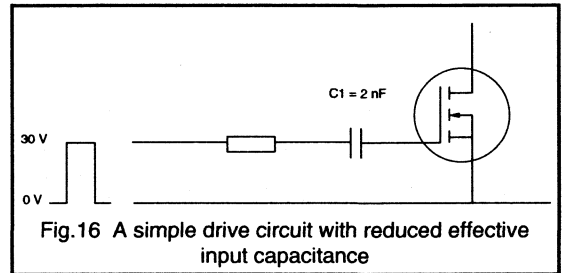 C1 = 2 nF
30 V
0 V
Fig.16 A simple drive circuit with reduced effective
input capacitance